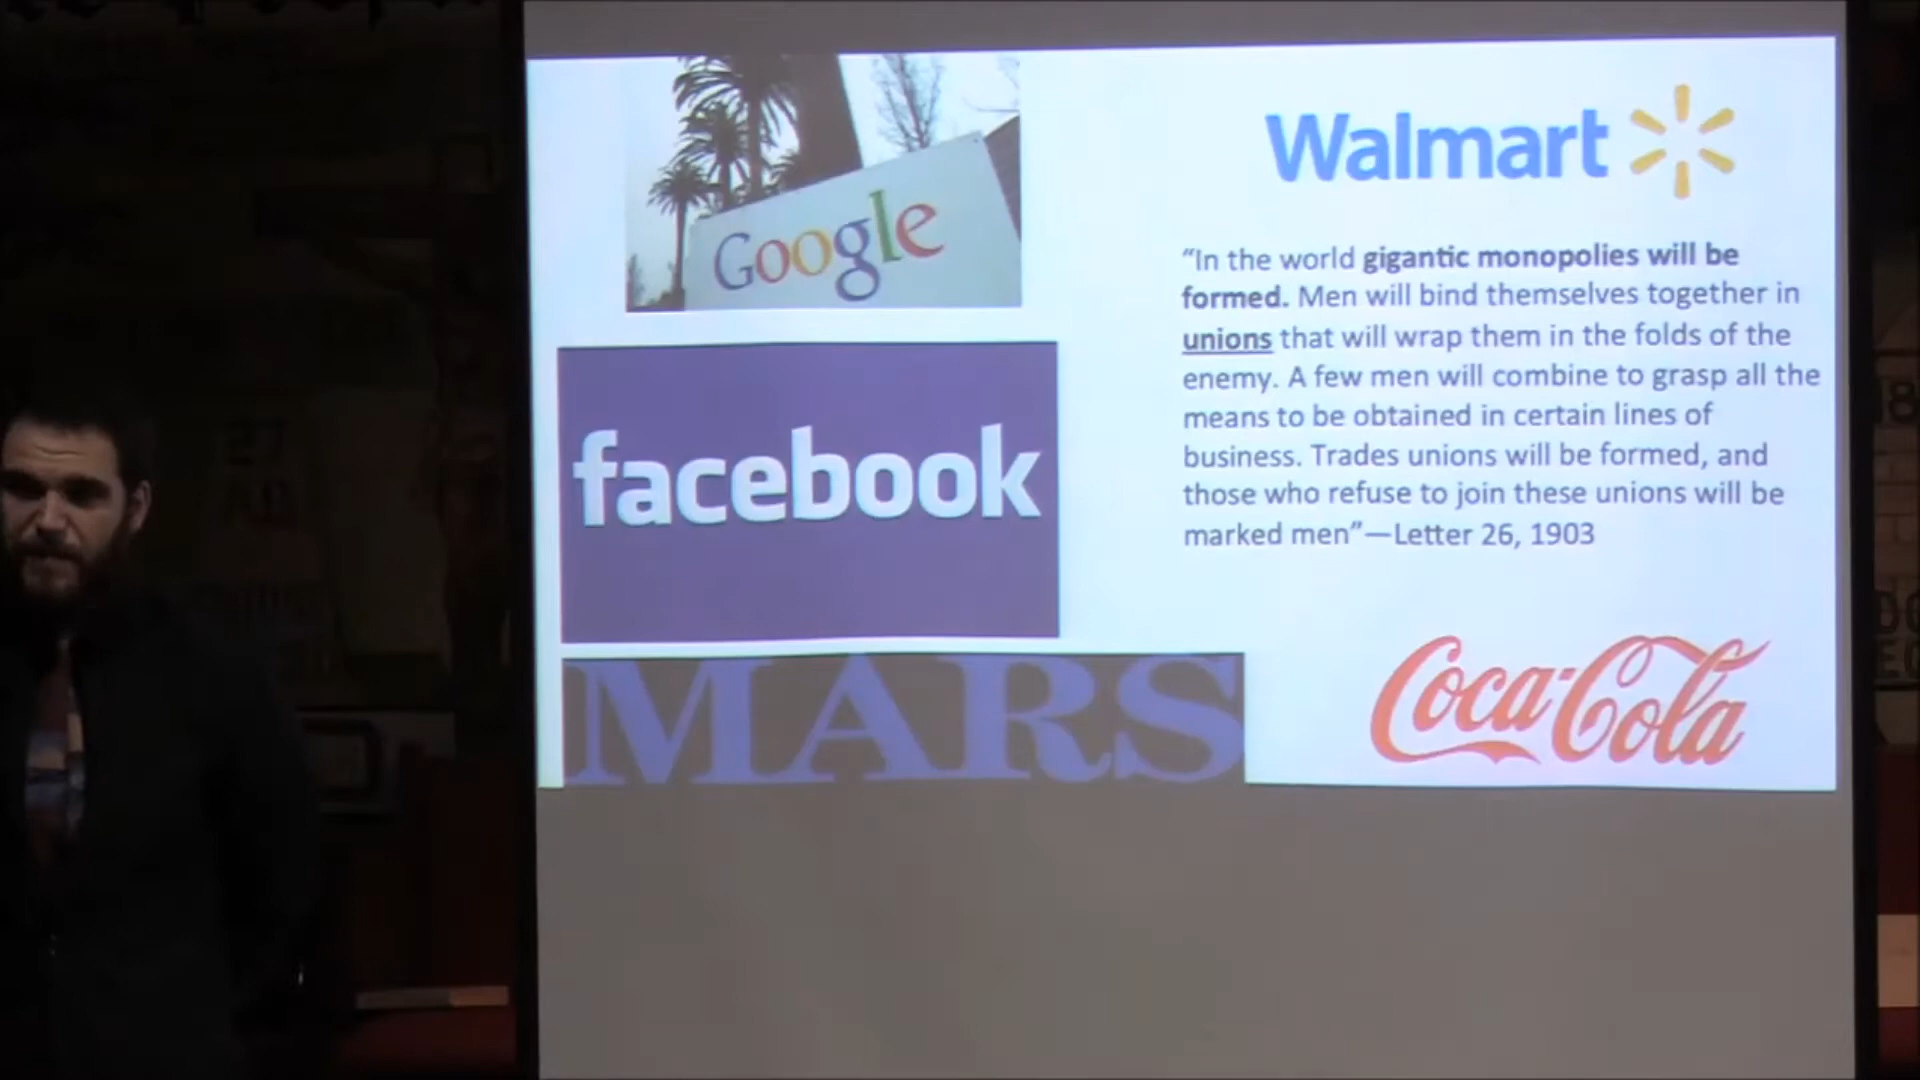 Google
Walmart
“In the world gigantic monopolies will be
formed. Men will bind themselves together in
unions that will wrap them in the folds of the
enemy. A few men will combine to grasp all the
means to be obtained in certain lines of
business. Trades unions will be formed, and
those who refuse to join these unions will be
marked men”—Letter 26, 1903
facebook
MARS
Coca-Cola